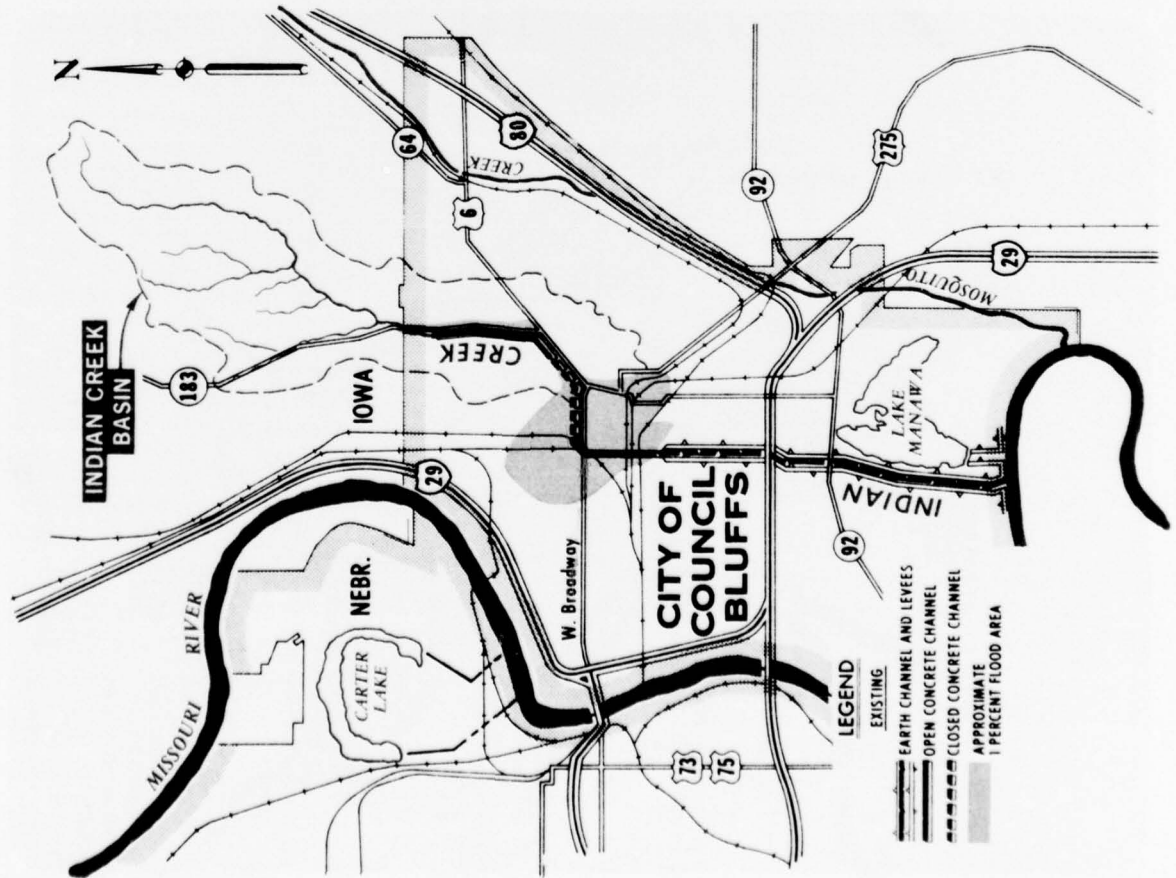 N
INDIAN CREEK
BASIN
183
64
80
CREEK
6
CREEK
IOWA
29
MISSOURI
RIVER
NEBR.
CARTER
LAKE
W. Broadway
CITY OF
COUNCIL
BLUFFS
92
275
29
MOSQUITO
LAKE
MANAWA
INDIAN
92
73
75
LEGEND
EXISTING
EARTH CHANNEL AND LEVEES
OPEN CONCRETE CHANNEL
CLOSED CONCRETE CHANNEL
APPROXIMATE
1 PERCENT FLOOD AREA